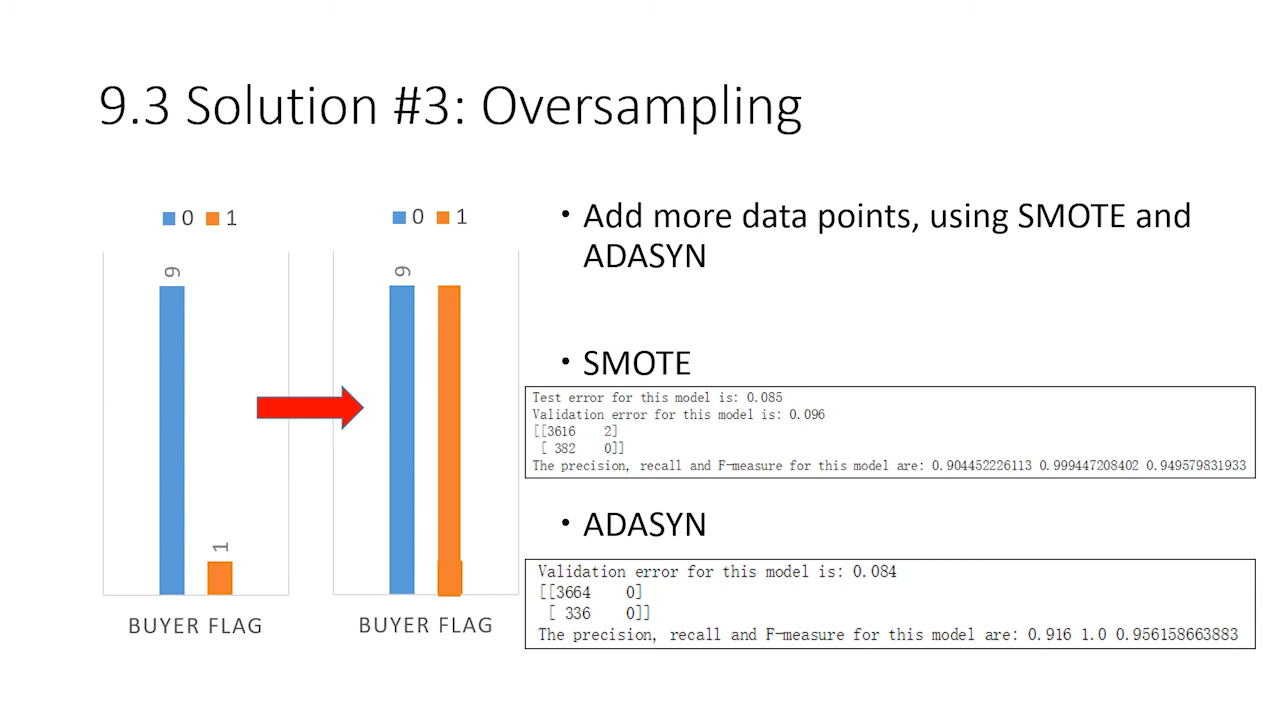 9.3 Solution #3: Oversampling
0 1
9
1
BUYER FLAG
0 1
9
BUYER FLAG
• Add more data points, using SMOTE and
ADASYN
• SMOTE
Test error for this model is: 0.085
Validation error for this model is: 0.096
[[3616 2]
[ 382 0]]
The precision, recall and F-measure for this model are: 0.904452226113 0.999447208402 0.949579831933
• ADASYN
Validation error for this model is: 0.084
[[3664 0]
[ 336 0]]
The precision, recall and F-measure for this model are: 0.916 1.0 0.956158663883